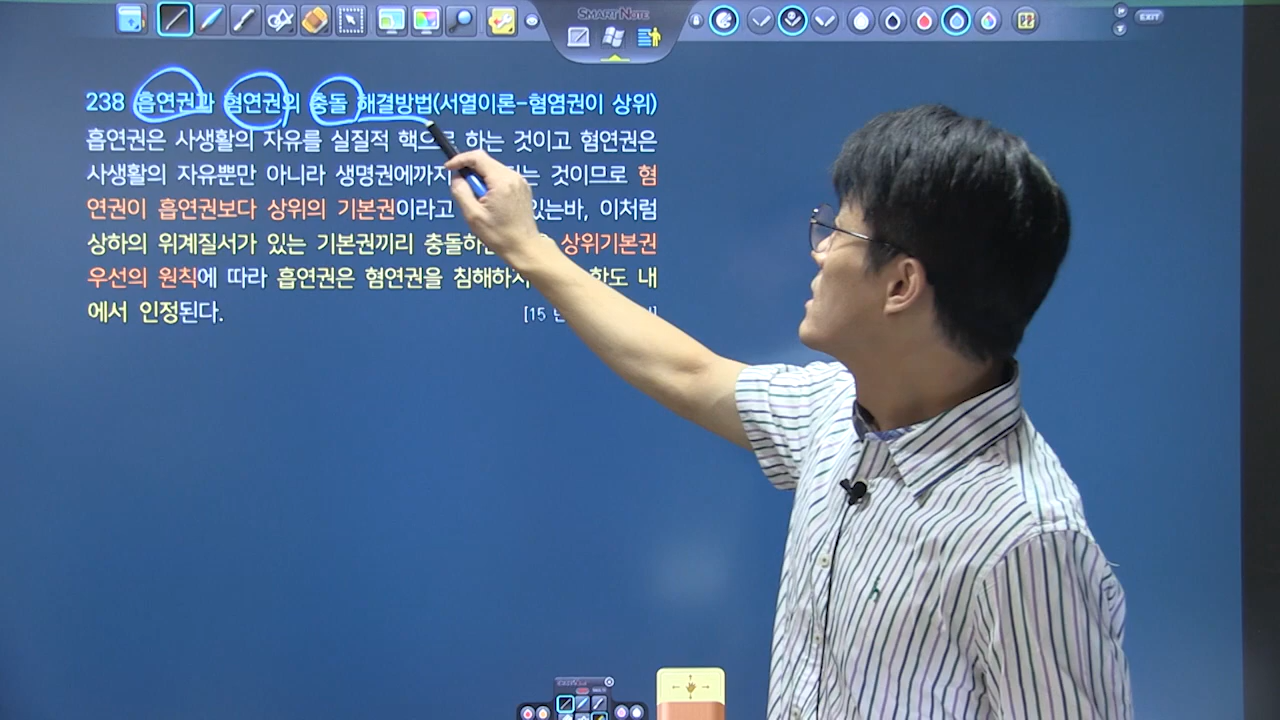 SMART NOTE
EXIT
238 흡연권과 혐연권의 충돌 해결방법(서열이론-혐염권이 상위)
흡연권은 사생활의 자유를 실질적 핵으로 하는 것이고 혐연권은
사생활의 자유뿐만 아니라 생명권에까지 는 것이므로 혐
연권이 흡연권보다 상위의 기본권이라고 있는바, 이처럼
상하의 위계질서가 있는 기본권끼리 충돌하는 상위기본권
우선의 원칙에 따라 흡연권은 혐연권을 침해하지 한도 내
에서 인정된다.
[15